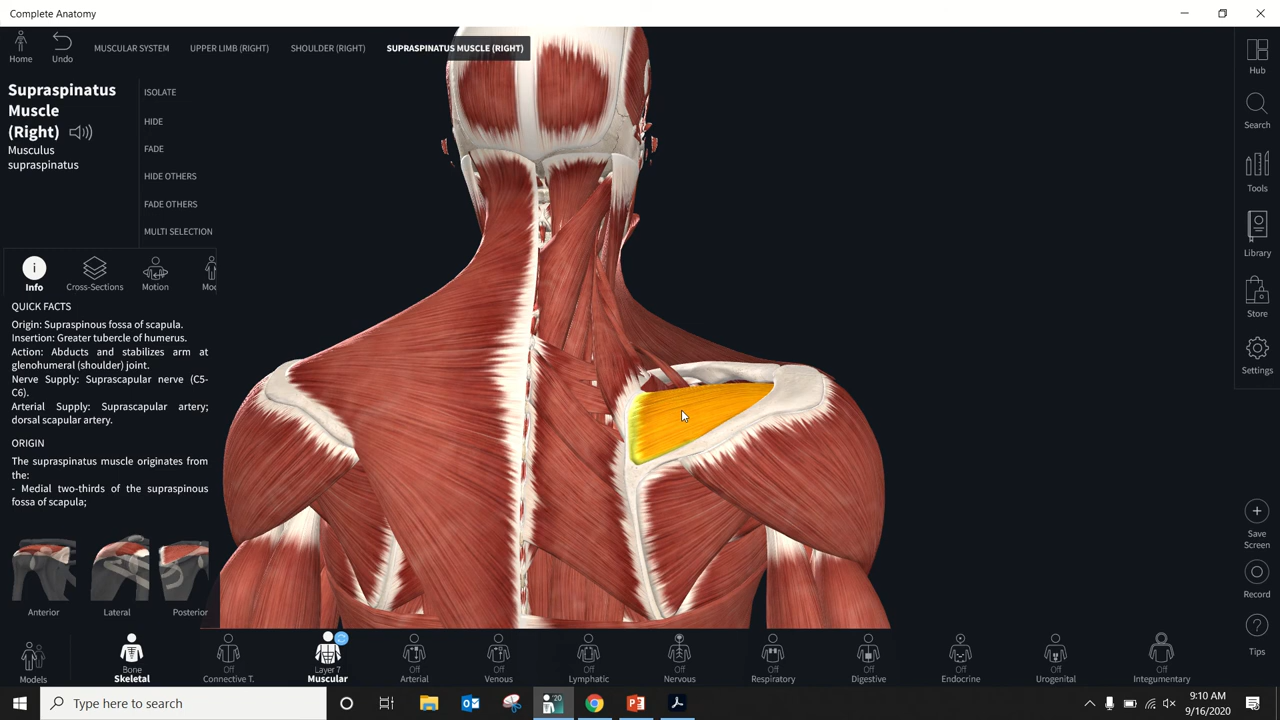 Complete Anatomy
Home
Undo
MUSCULAR SYSTEM
UPPER LIMB (RIGHT)
SHOULDER (RIGHT)
SUPRASPINATUS MUSCLE (RIGHT)
Supraspinatus
Muscle
(Right)
Musculus
supraspinatus
ISOLATE
HIDE
FADE
HIDE OTHERS
FADE OTHERS
MULTI SELECTION
i
Info
Cross-Sections
Motion
Moc
QUICK FACTS
Origin: Supraspinous fossa of scapula.
Insertion: Greater tubercle of humerus.
Action: Abducts and stabilizes arm at
glenohumeral (shoulder) joint.
Nerve Supply: Suprascapular nerve (C5-
C6).
Arterial Supply: Suprascapular artery;
dorsal scapular artery.
ORIGIN
The supraspinatus muscle originates from
the:
- Medial two-thirds of the supraspinous
fossa of scapula;
Anterior
Lateral
Posterior
Hub
Search
Tools
Library
Store
Settings
Save
Screen
Record
Tips
Models
Bone
Skeletal
Off
Connective T.
Layer 7
Muscular
Off
Arterial
Off
Venous
Off
Lymphatic
Off
Nervous
Off
Respiratory
Off
Digestive
Off
Endocrine
Off
Urogenital
Off
Integumentary
Type here to search
'20
9:10 AM
9/16/2020